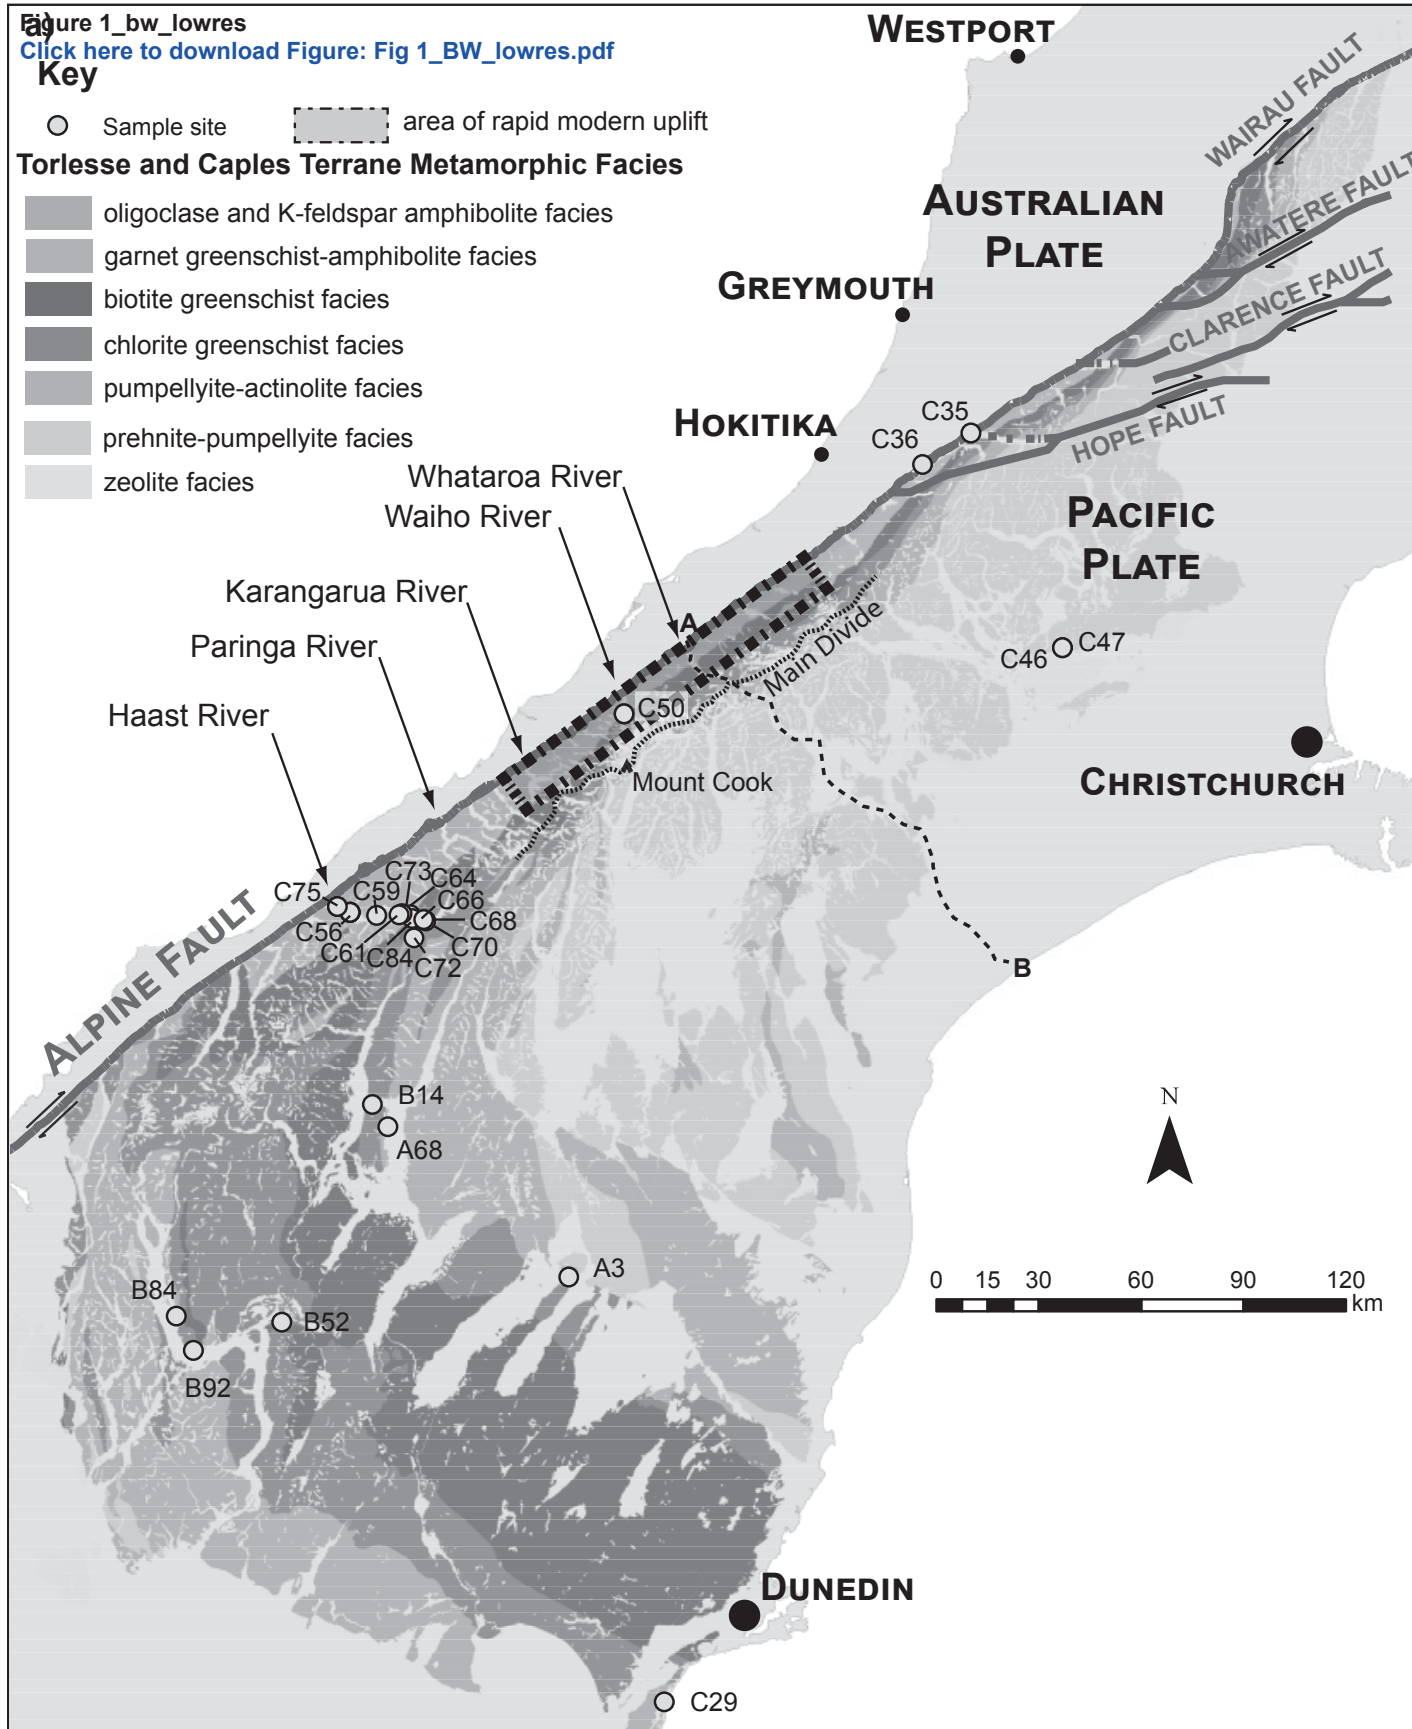 Figure 1_bw_lowres
a)
Click here to download Figure: Fig 1_BW_lowres.pdf
Key
Sample site
area of rapid modern uplift
Torlesse and Caples Terrane Metamorphic Facies
oligoclase and K-feldspar amphibolite facies
garnet greenschist-amphibolite facies
biotite greenschist facies
chlorite greenschist facies
pumpellyite-actinolite facies
prehnite-pumpellyite facies
zeolite facies
WESTPORT
WAIRAU FAULT
AUSTRALIAN
PLATE
AWATERE FAULT
GREYMOUTH
CLARENCE FAULT
HOKITIKA
C35
C36
HOPE FAULT
Whataroa River
Waiho River
PACIFIC
PLATE
Karangarua River
A
Main Divide
Paringa River
C46
C47
Haast River
C50
Mount Cook
CHRISTCHURCH
C73
C64
C75
C59
C66
C68
C56
C61
C84
C70
C72
B
ALPINE FAULT
B14
A68
N
A3
0 15 30 60 90 120
km
B84
B52
B92
DUNEDIN
C29